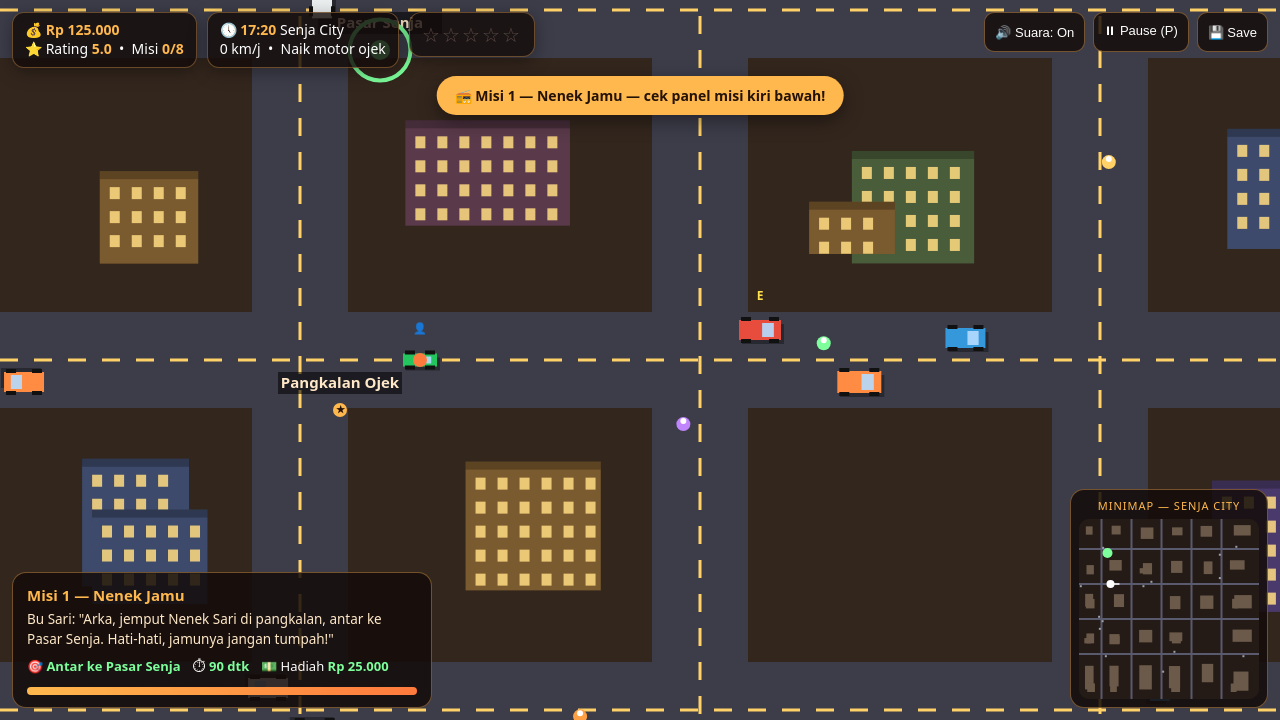 💰 Rp 125.000
⭐ Rating 5.0 • Misi 0/8
🕔 17:20 Senja City
0 km/j • Naik motor ojek
Pasar Senja
☆☆☆☆☆
🔊 Suara: On
⏸ Pause (P)
💾 Save
📻 Misi 1 — Nenek Jamu — cek panel misi kiri bawah!
E
Pangkalan Ojek
MINIMAP — SENJA CITY
Misi 1 — Nenek Jamu
Bu Sari: "Arka, jemput Nenek Sari di pangkalan, antar ke
Pasar Senja. Hati-hati, jamunya jangan tumpah!"
🎯 Antar ke Pasar Senja ⏱ 90 dtk 💵 Hadiah Rp 25.000